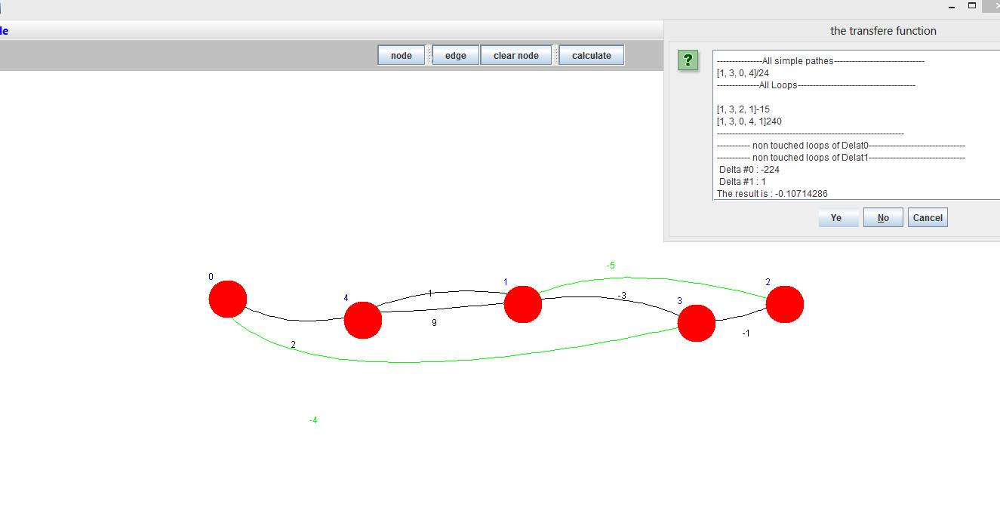 le
the transfere function
node edge clear node calculate
---------------All simple pathes------------------------------
[1, 3, 0, 4]/24
--------------All Loops---------------------------------------
[1, 3, 2, 1]-15
[1, 3, 0, 4, 1]240
--------------------------------------------------------------
----------- non touched loops of Delat0--------------------------------
----------- non touched loops of Delat1--------------------------------
Delta #0 : -224
Delta #1 : 1
The result is : -0.10714286
Ye No Cancel
-5
0
1
2
4
1
-3
3
9
-1
2
-4